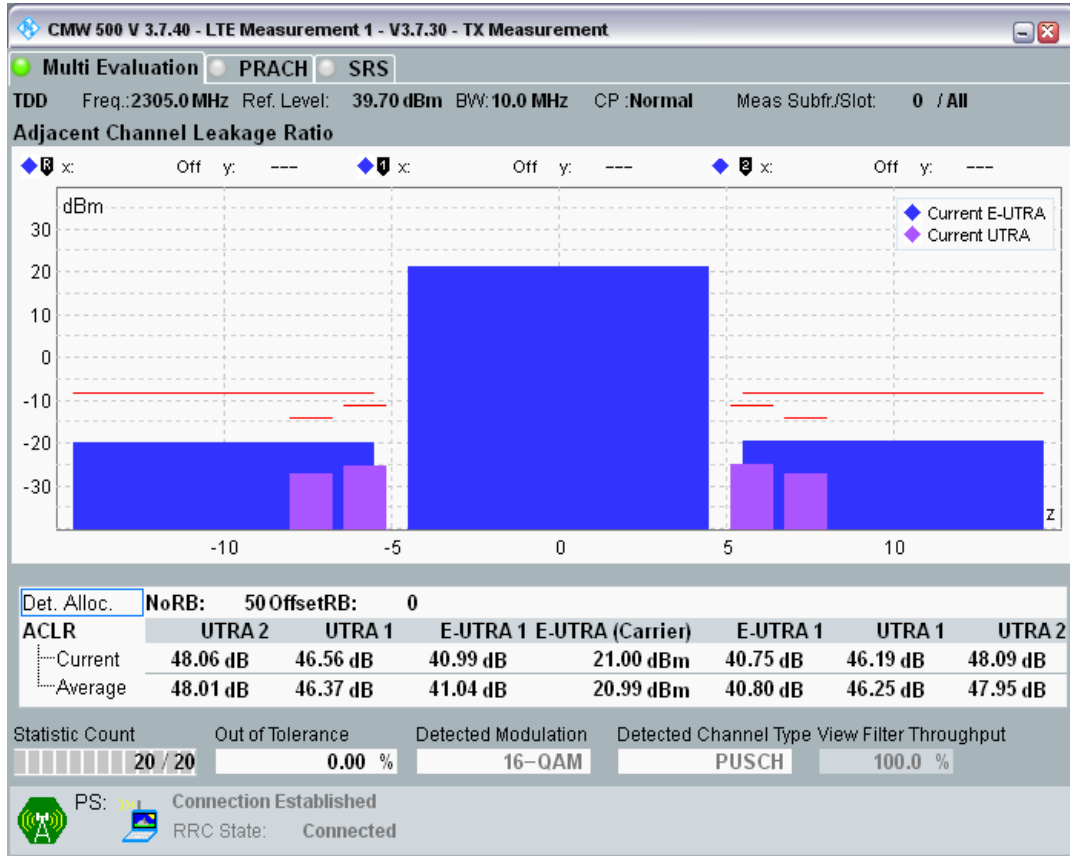 CMW 500 V 3.7.40 - LTE Measurement 1 - V3.7.30 - TX Measurement
Multi Evaluation PRACH SRS
TDD Freq.:2305.0 MHz Ref. Level: 39.70 dBm BW: 10.0 MHz CP :Normal Meas Subfr./Slot: 0 / All
Adjacent Channel Leakage Ratio
R x: Off y: --- 1 x: Off y: --- 2 x: Off y: ---
dBm
Current E-UTRA
Current UTRA
30
20
10
0
-10
-20
-30
z
-10 -5 0 5 10
Det. Alloc. NoRB: 50 OffsetRB: 0
ACLR UTRA 2 UTRA 1 E-UTRA 1 E-UTRA (Carrier) E-UTRA 1 UTRA 1 UTRA 2
Current 48.06 dB 46.56 dB 40.99 dB 21.00 dBm 40.75 dB 46.19 dB 48.09 dB
Average 48.01 dB 46.37 dB 41.04 dB 20.99 dBm 40.80 dB 46.25 dB 47.95 dB
Statistic Count Out of Tolerance Detected Modulation Detected Channel Type View Filter Throughput
20 / 20 0.00 % 16-QAM PUSCH 100.0 %
PS: Connection Established
RRC State: Connected